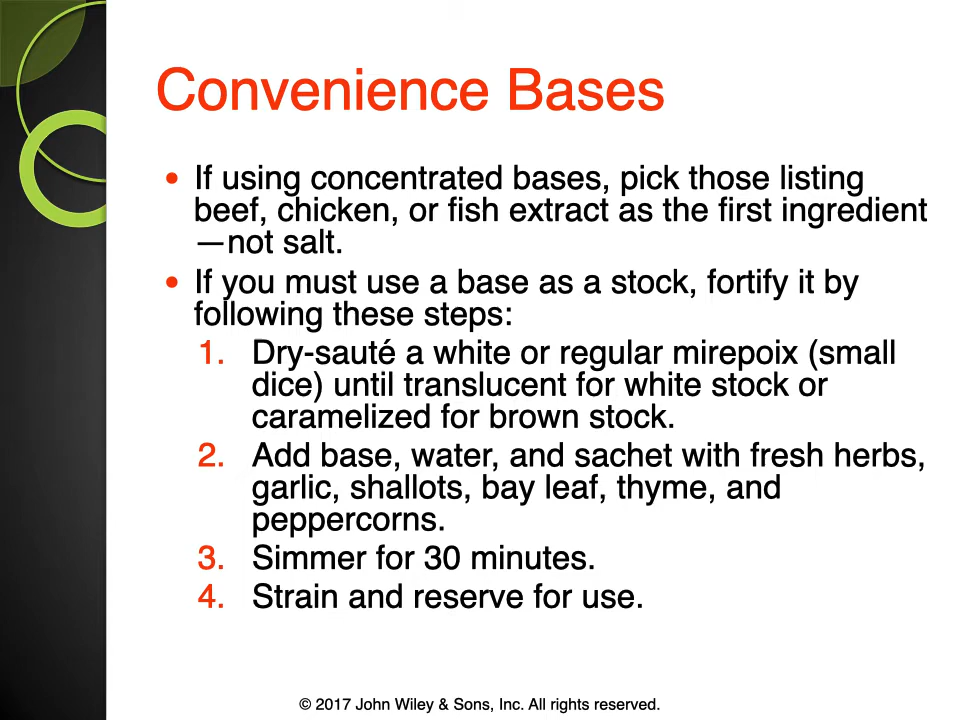 Convenience Bases
• If using concentrated bases, pick those listing
beef, chicken, or fish extract as the first ingredient
—not salt.
• If you must use a base as a stock, fortify it by
following these steps:
1. Dry-sauté a white or regular mirepoix (small
dice) until translucent for white stock or
caramelized for brown stock.
2. Add base, water, and sachet with fresh herbs,
garlic, shallots, bay leaf, thyme, and
peppercorns.
3. Simmer for 30 minutes.
4. Strain and reserve for use.
© 2017 John Wiley & Sons, Inc. All rights reserved.